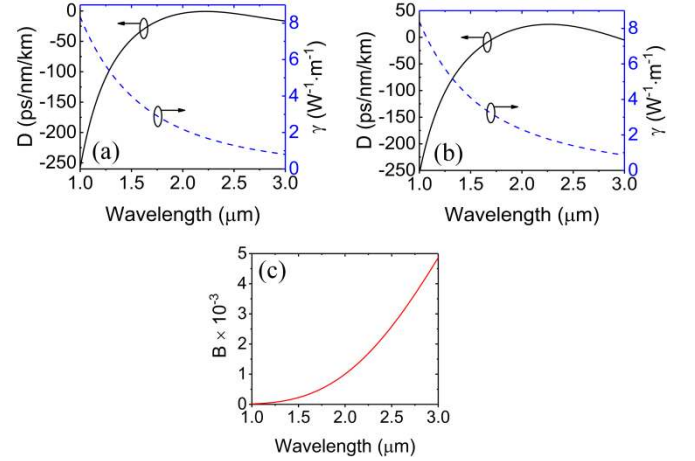 0
-50
-100
-150
-200
-250
D (ps/nm/km)
(a)
8
6
4
2
0
γ (W⁻¹·m⁻¹)
1.0 1.5 2.0 2.5 3.0
Wavelength (μm)
50
0
-50
-100
-150
-200
-250
D (ps/nm/km)
(b)
8
6
4
2
0
γ (W⁻¹·m⁻¹)
1.0 1.5 2.0 2.5 3.0
Wavelength (μm)
(c)
5
4
3
2
1
0
B × 10⁻³
1.0 1.5 2.0 2.5 3.0
Wavelength (μm)